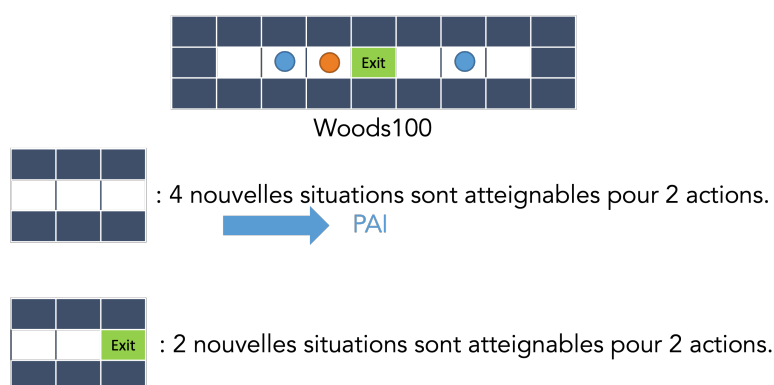 Exit
Woods100
: 4 nouvelles situations sont atteignables pour 2 actions.
PAI
Exit
: 2 nouvelles situations sont atteignables pour 2 actions.